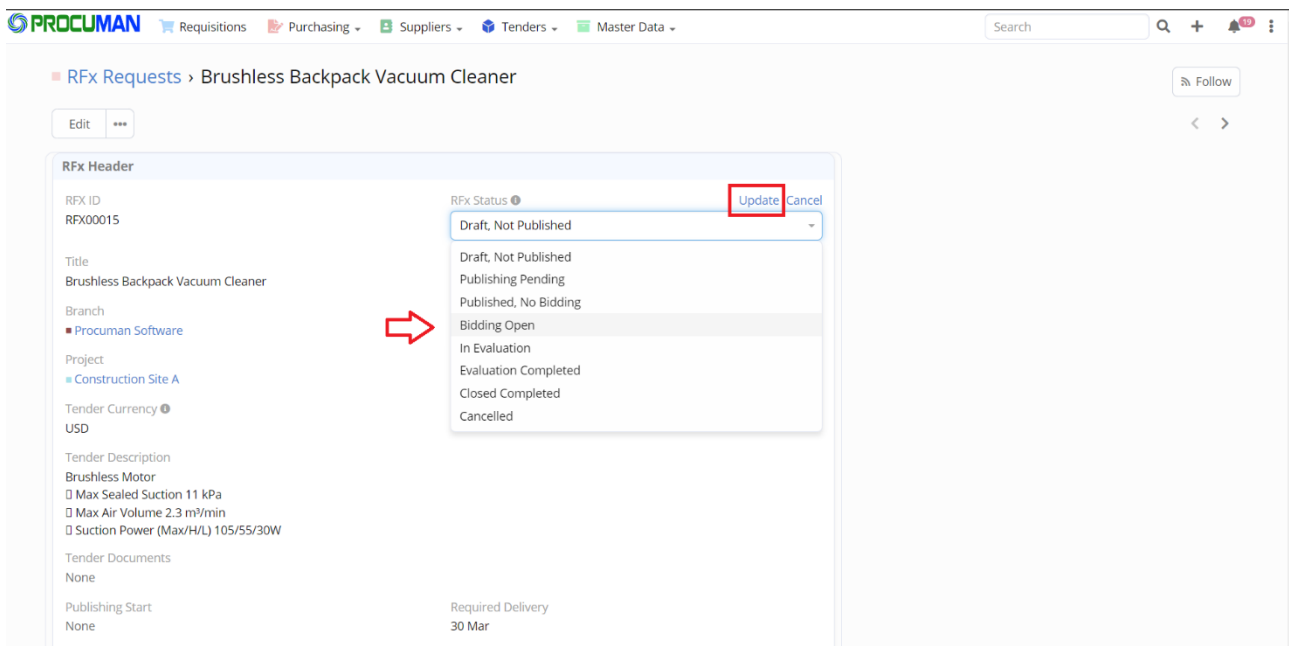 PROCUMAN Requisitions Purchasing Suppliers Tenders Master Data Search 19
RFx Requests › Brushless Backpack Vacuum Cleaner
Follow
Edit
RFx Header
RFX ID
RFX00015
RFx Status
Update Cancel
Draft, Not Published
Draft, Not Published
Publishing Pending
Published, No Bidding
Bidding Open
In Evaluation
Evaluation Completed
Closed Completed
Cancelled
Title
Brushless Backpack Vacuum Cleaner
Branch
Procuman Software
Project
Construction Site A
Tender Currency
USD
Tender Description
Brushless Motor
▯ Max Sealed Suction 11 kPa
▯ Max Air Volume 2.3 m³/min
▯ Suction Power (Max/H/L) 105/55/30W
Tender Documents
None
Publishing Start
None
Required Delivery
30 Mar